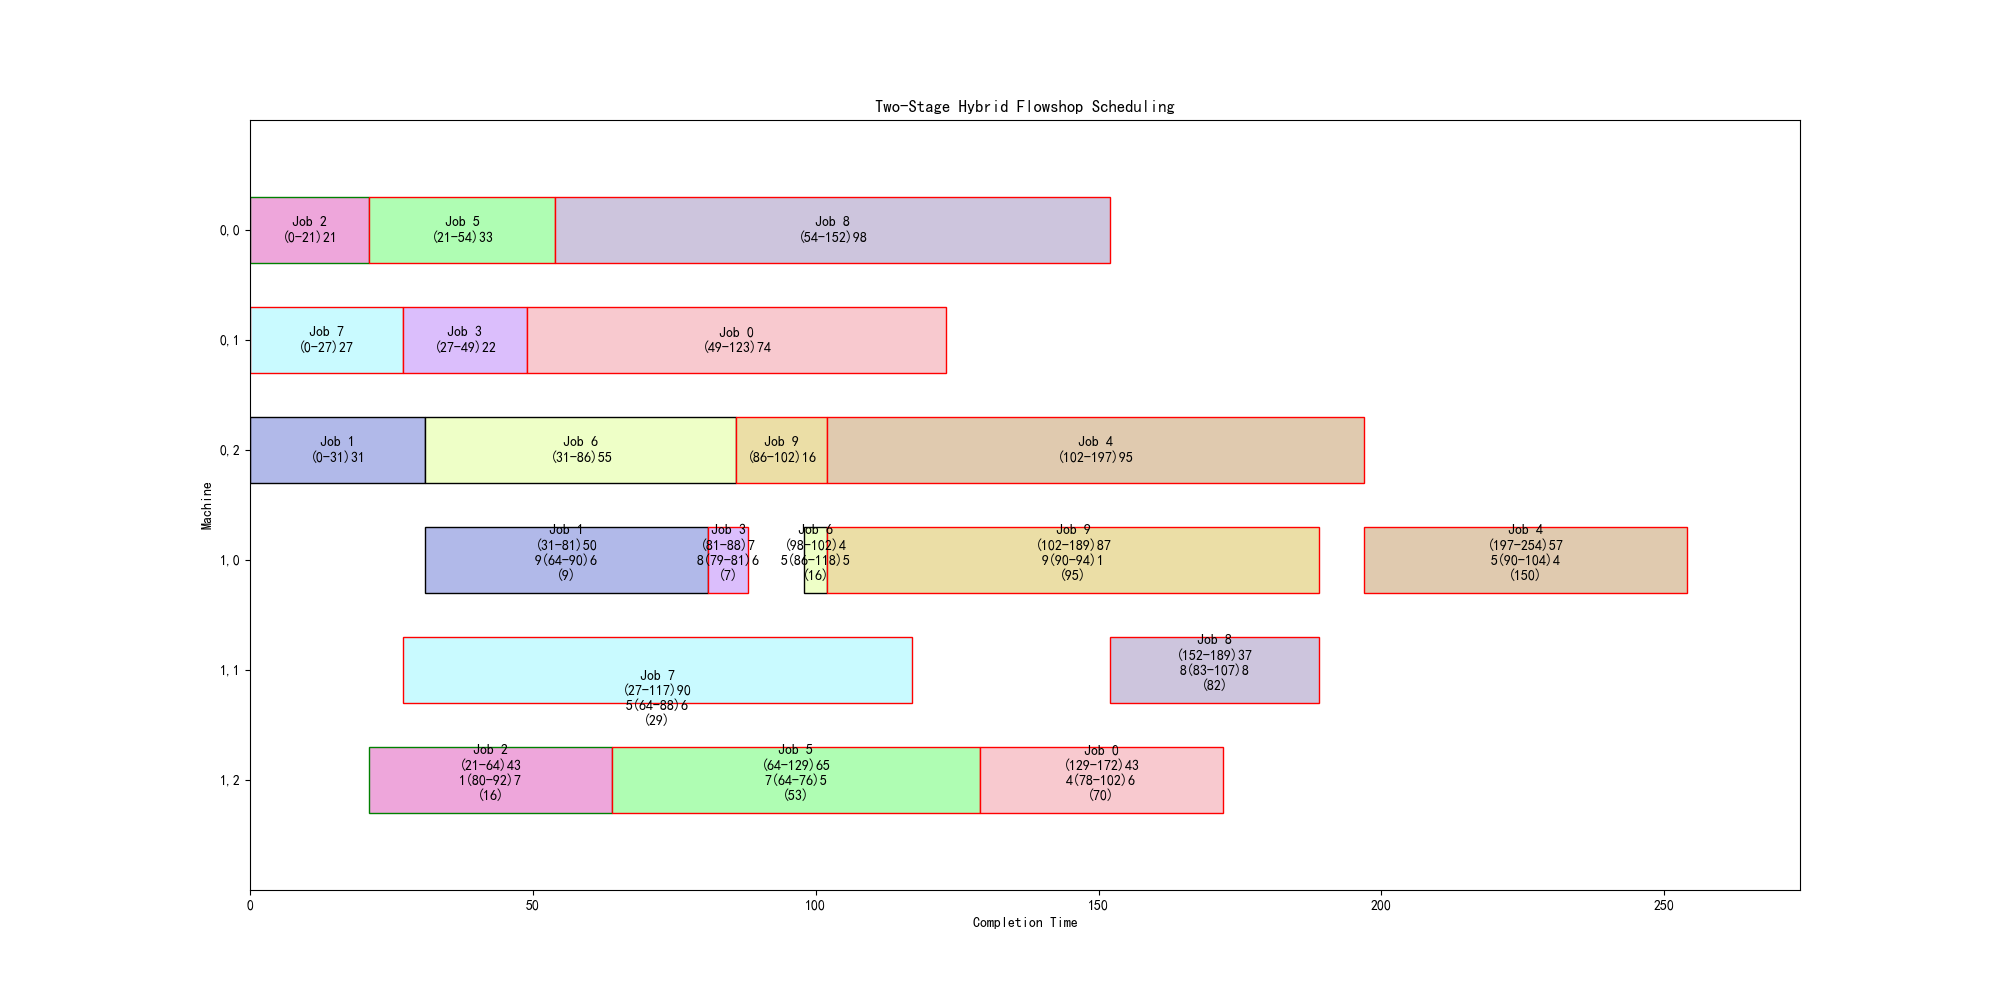 Two-Stage Hybrid Flowshop Scheduling
0,0
Job 2
(0-21)21
Job 5
(21-54)33
Job 8
(54-152)98
0,1
Job 7
(0-27)27
Job 3
(27-49)22
Job 0
(49-123)74
0,2
Job 1
(0-31)31
Job 6
(31-86)55
Job 9
(86-102)16
Job 4
(102-197)95
Machine
1,0
Job 1
(31-81)50
9(64-90)6
(9)
Job 3
(81-88)7
8(79-81)6
(7)
Job 6
(98-102)4
5(86-118)5
(16)
Job 9
(102-189)87
9(90-94)1
(95)
Job 4
(197-254)57
5(90-104)4
(150)
1,1
Job 7
(27-117)90
5(64-88)6
(29)
Job 8
(152-189)37
8(83-107)8
(82)
1,2
Job 2
(21-64)43
1(80-92)7
(16)
Job 5
(64-129)65
7(64-76)5
(53)
Job 0
(129-172)43
4(78-102)6
(70)
0
50
100
150
200
250
Completion Time